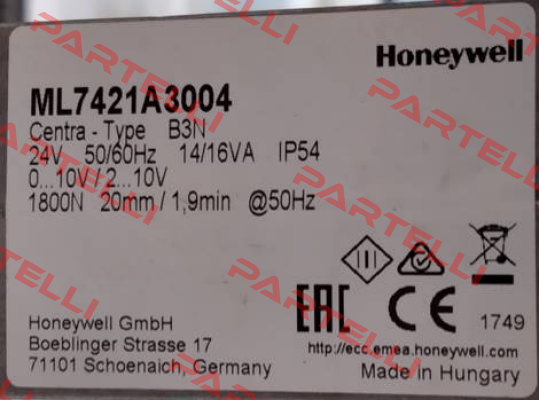 Honeywell
ML7421A3004
Centra - Type B3N
24V 50/60Hz 14/16VA IP54
0...10V / 2...10V
1800N 20mm / 1,9min @50Hz
EAC CE 1749
Honeywell GmbH
Boeblinger Strasse 17
71101 Schoenaich, Germany
http://ecc.emea.honeywell.com
Made in Hungary
PARTELLI
PARTELLI
PARTELLI
PARTELLI
PARTELLI